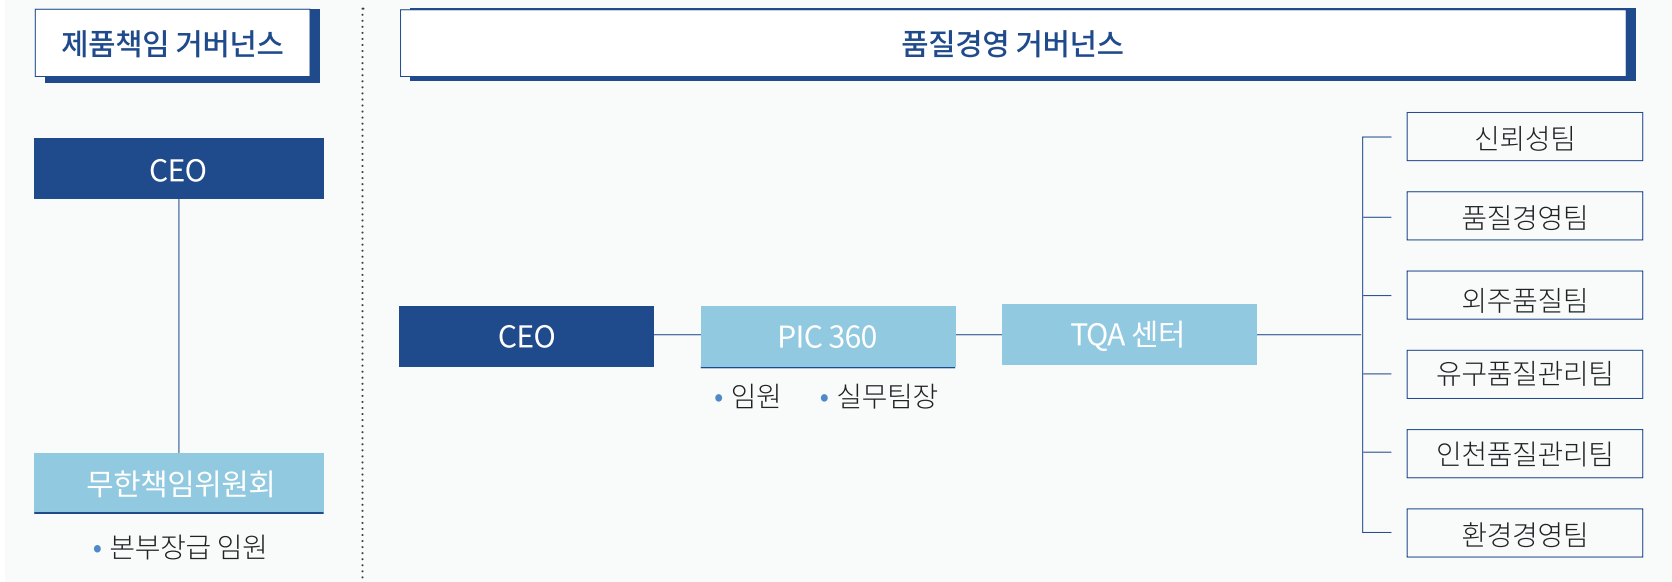 제품책임 거버넌스
CEO
무한책임위원회
• 본부장급 임원
품질경영 거버넌스
CEO
PIC 360
• 임원 • 실무팀장
TQA 센터
신뢰성팀
품질경영팀
외주품질팀
유구품질관리팀
인천품질관리팀
환경경영팀